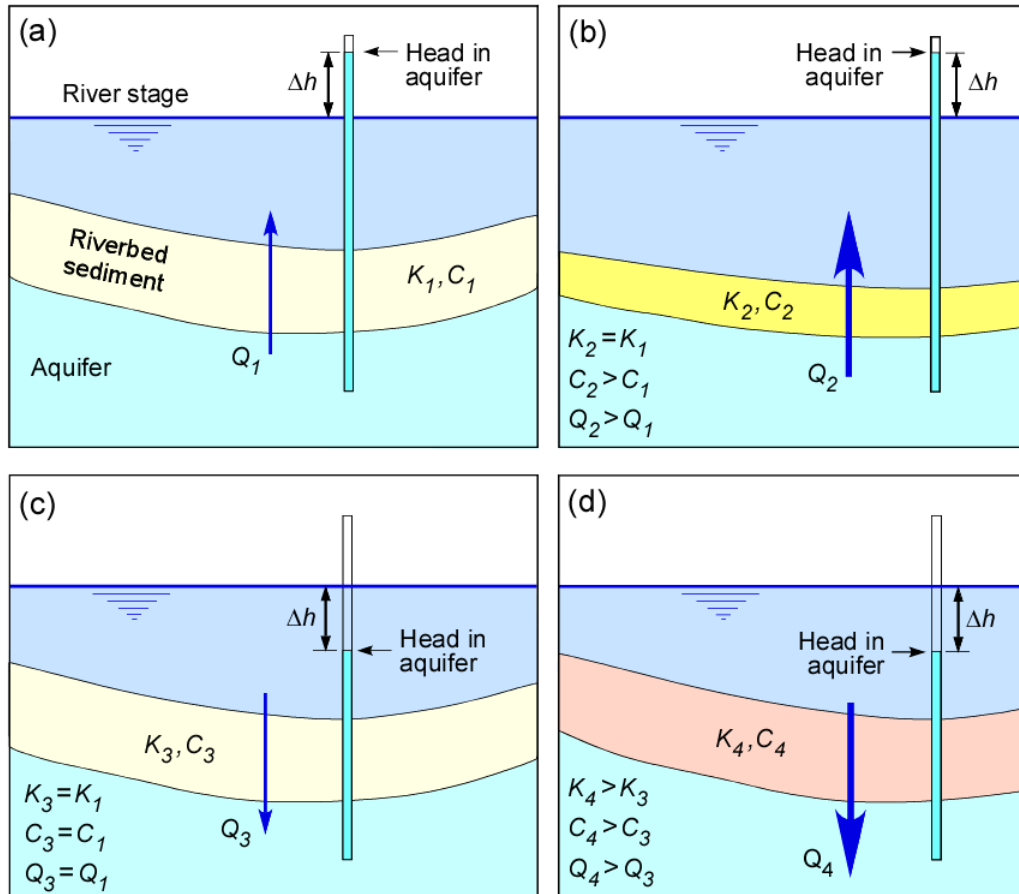 (a)
Head in
aquifer
Δh
River stage
Riverbed
sediment
K1, C1
Aquifer
Q1
(b)
Head in
aquifer
Δh
K2, C2
K2 = K1
C2 > C1
Q2 > Q1
Q2
(c)
Δh
Head in
aquifer
K3, C3
K3 = K1
C3 = C1
Q3 = Q1
Q3
(d)
Δh
Head in
aquifer
K4, C4
K4 > K3
C4 > C3
Q4 > Q3
Q4